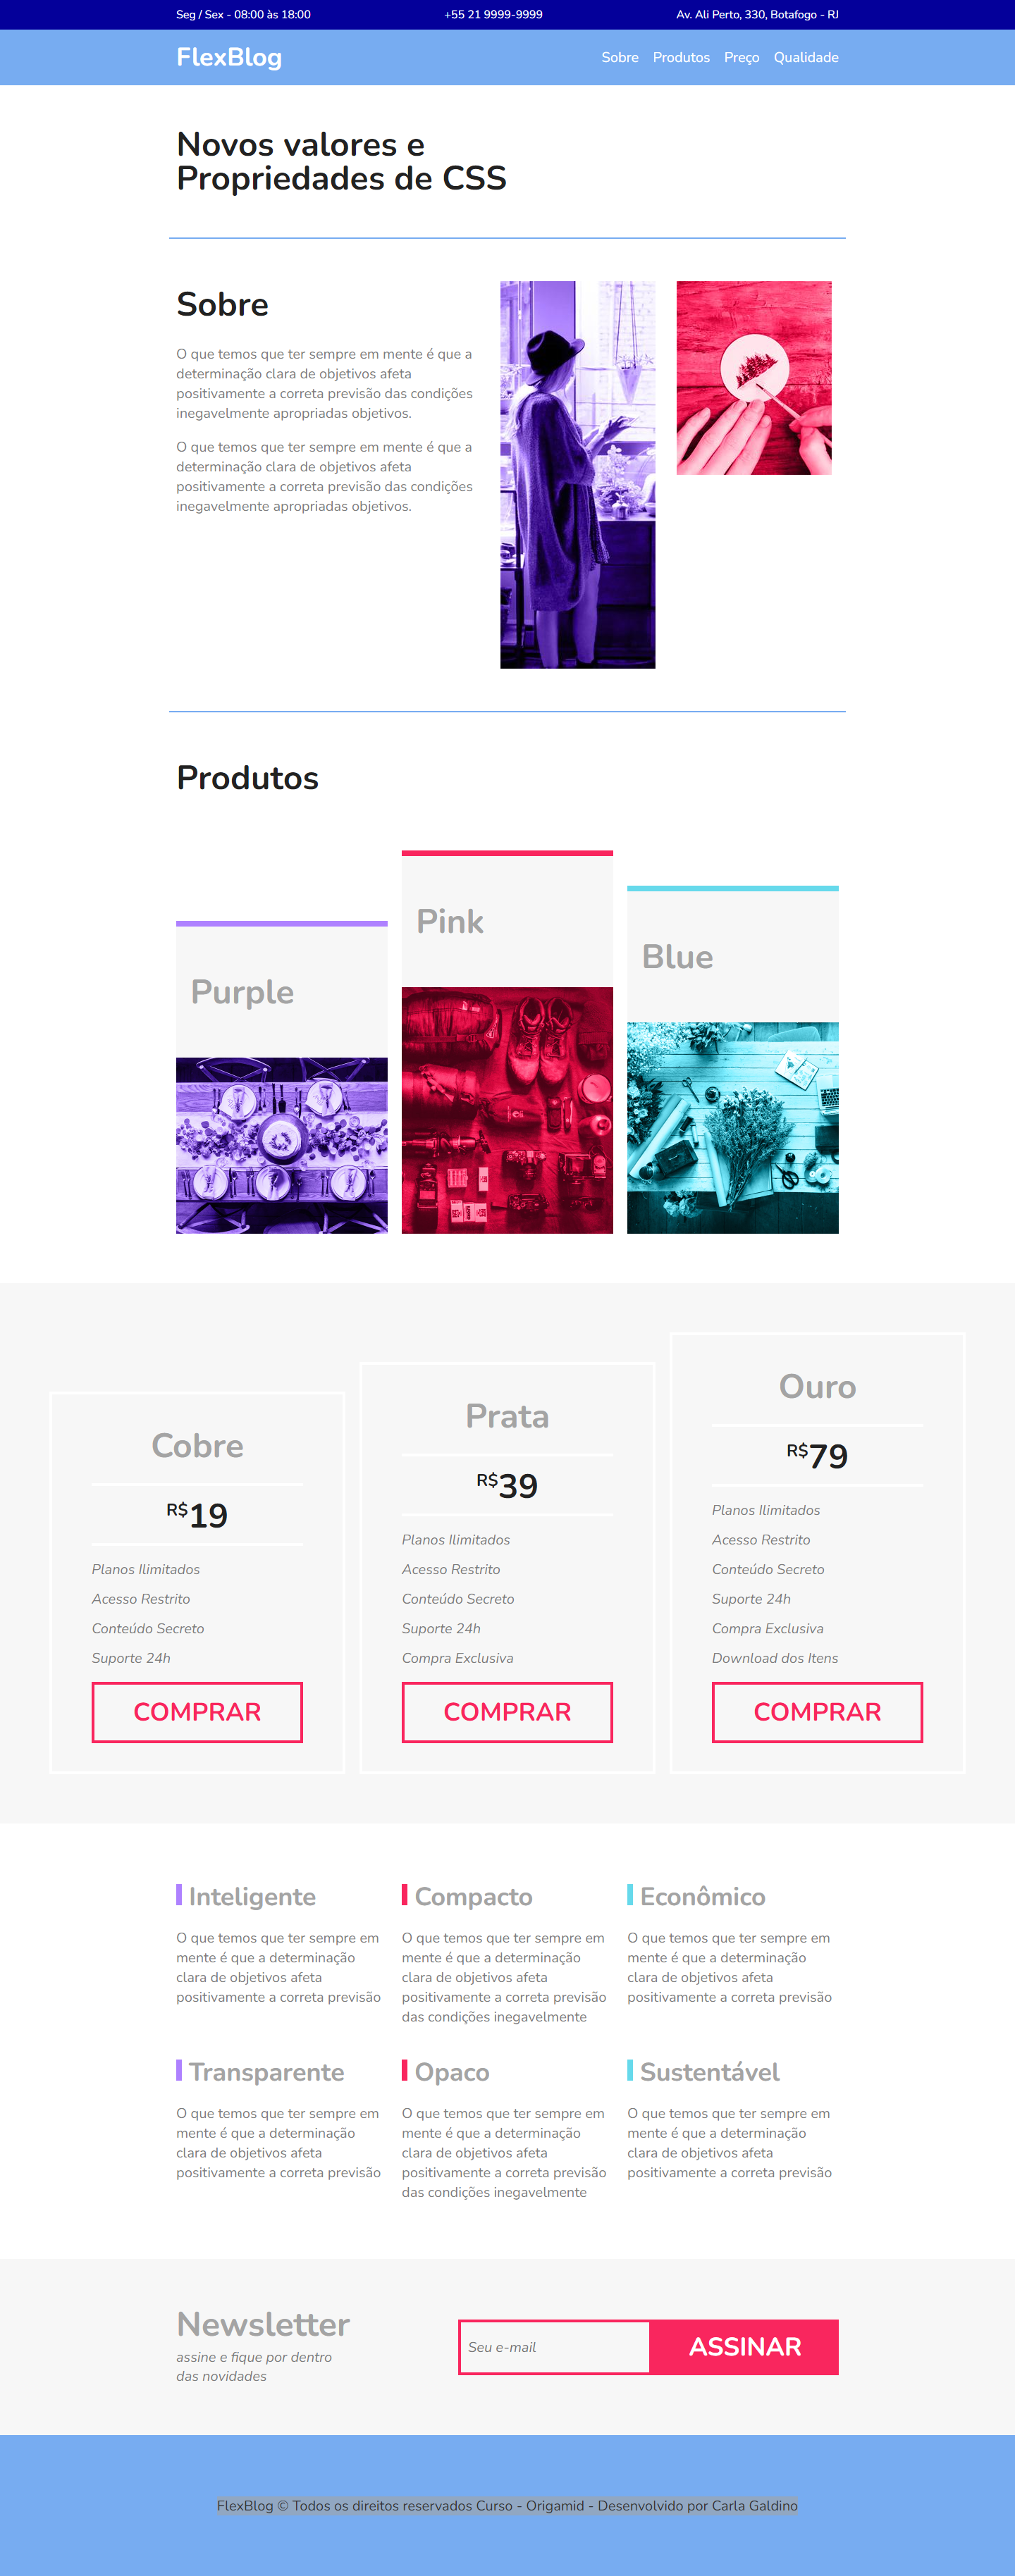 Seg / Sex - 08:00 às 18:00
+55 21 9999-9999
Av. Ali Perto, 330, Botafogo - RJ
FlexBlog
Sobre
Produtos
Preço
Qualidade
Novos valores e
Propriedades de CSS
Sobre
O que temos que ter sempre em mente é que a
determinação clara de objetivos afeta
positivamente a correta previsão das condições
inegavelmente apropriadas objetivos.
O que temos que ter sempre em mente é que a
determinação clara de objetivos afeta
positivamente a correta previsão das condições
inegavelmente apropriadas objetivos.
Produtos
Purple
Pink
Blue
Cobre
R$19
Planos Ilimitados
Acesso Restrito
Conteúdo Secreto
Suporte 24h
COMPRAR
Prata
R$39
Planos Ilimitados
Acesso Restrito
Conteúdo Secreto
Suporte 24h
Compra Exclusiva
COMPRAR
Ouro
R$79
Planos Ilimitados
Acesso Restrito
Conteúdo Secreto
Suporte 24h
Compra Exclusiva
Download dos Itens
COMPRAR
Inteligente
O que temos que ter sempre em
mente é que a determinação
clara de objetivos afeta
positivamente a correta previsão
Compacto
O que temos que ter sempre em
mente é que a determinação
clara de objetivos afeta
positivamente a correta previsão
das condições inegavelmente
Econômico
O que temos que ter sempre em
mente é que a determinação
clara de objetivos afeta
positivamente a correta previsão
Transparente
O que temos que ter sempre em
mente é que a determinação
clara de objetivos afeta
positivamente a correta previsão
Opaco
O que temos que ter sempre em
mente é que a determinação
clara de objetivos afeta
positivamente a correta previsão
das condições inegavelmente
Sustentável
O que temos que ter sempre em
mente é que a determinação
clara de objetivos afeta
positivamente a correta previsão
Newsletter
assine e fique por dentro
das novidades
Seu e-mail
ASSINAR
FlexBlog © Todos os direitos reservados Curso - Origamid - Desenvolvido por Carla Galdino